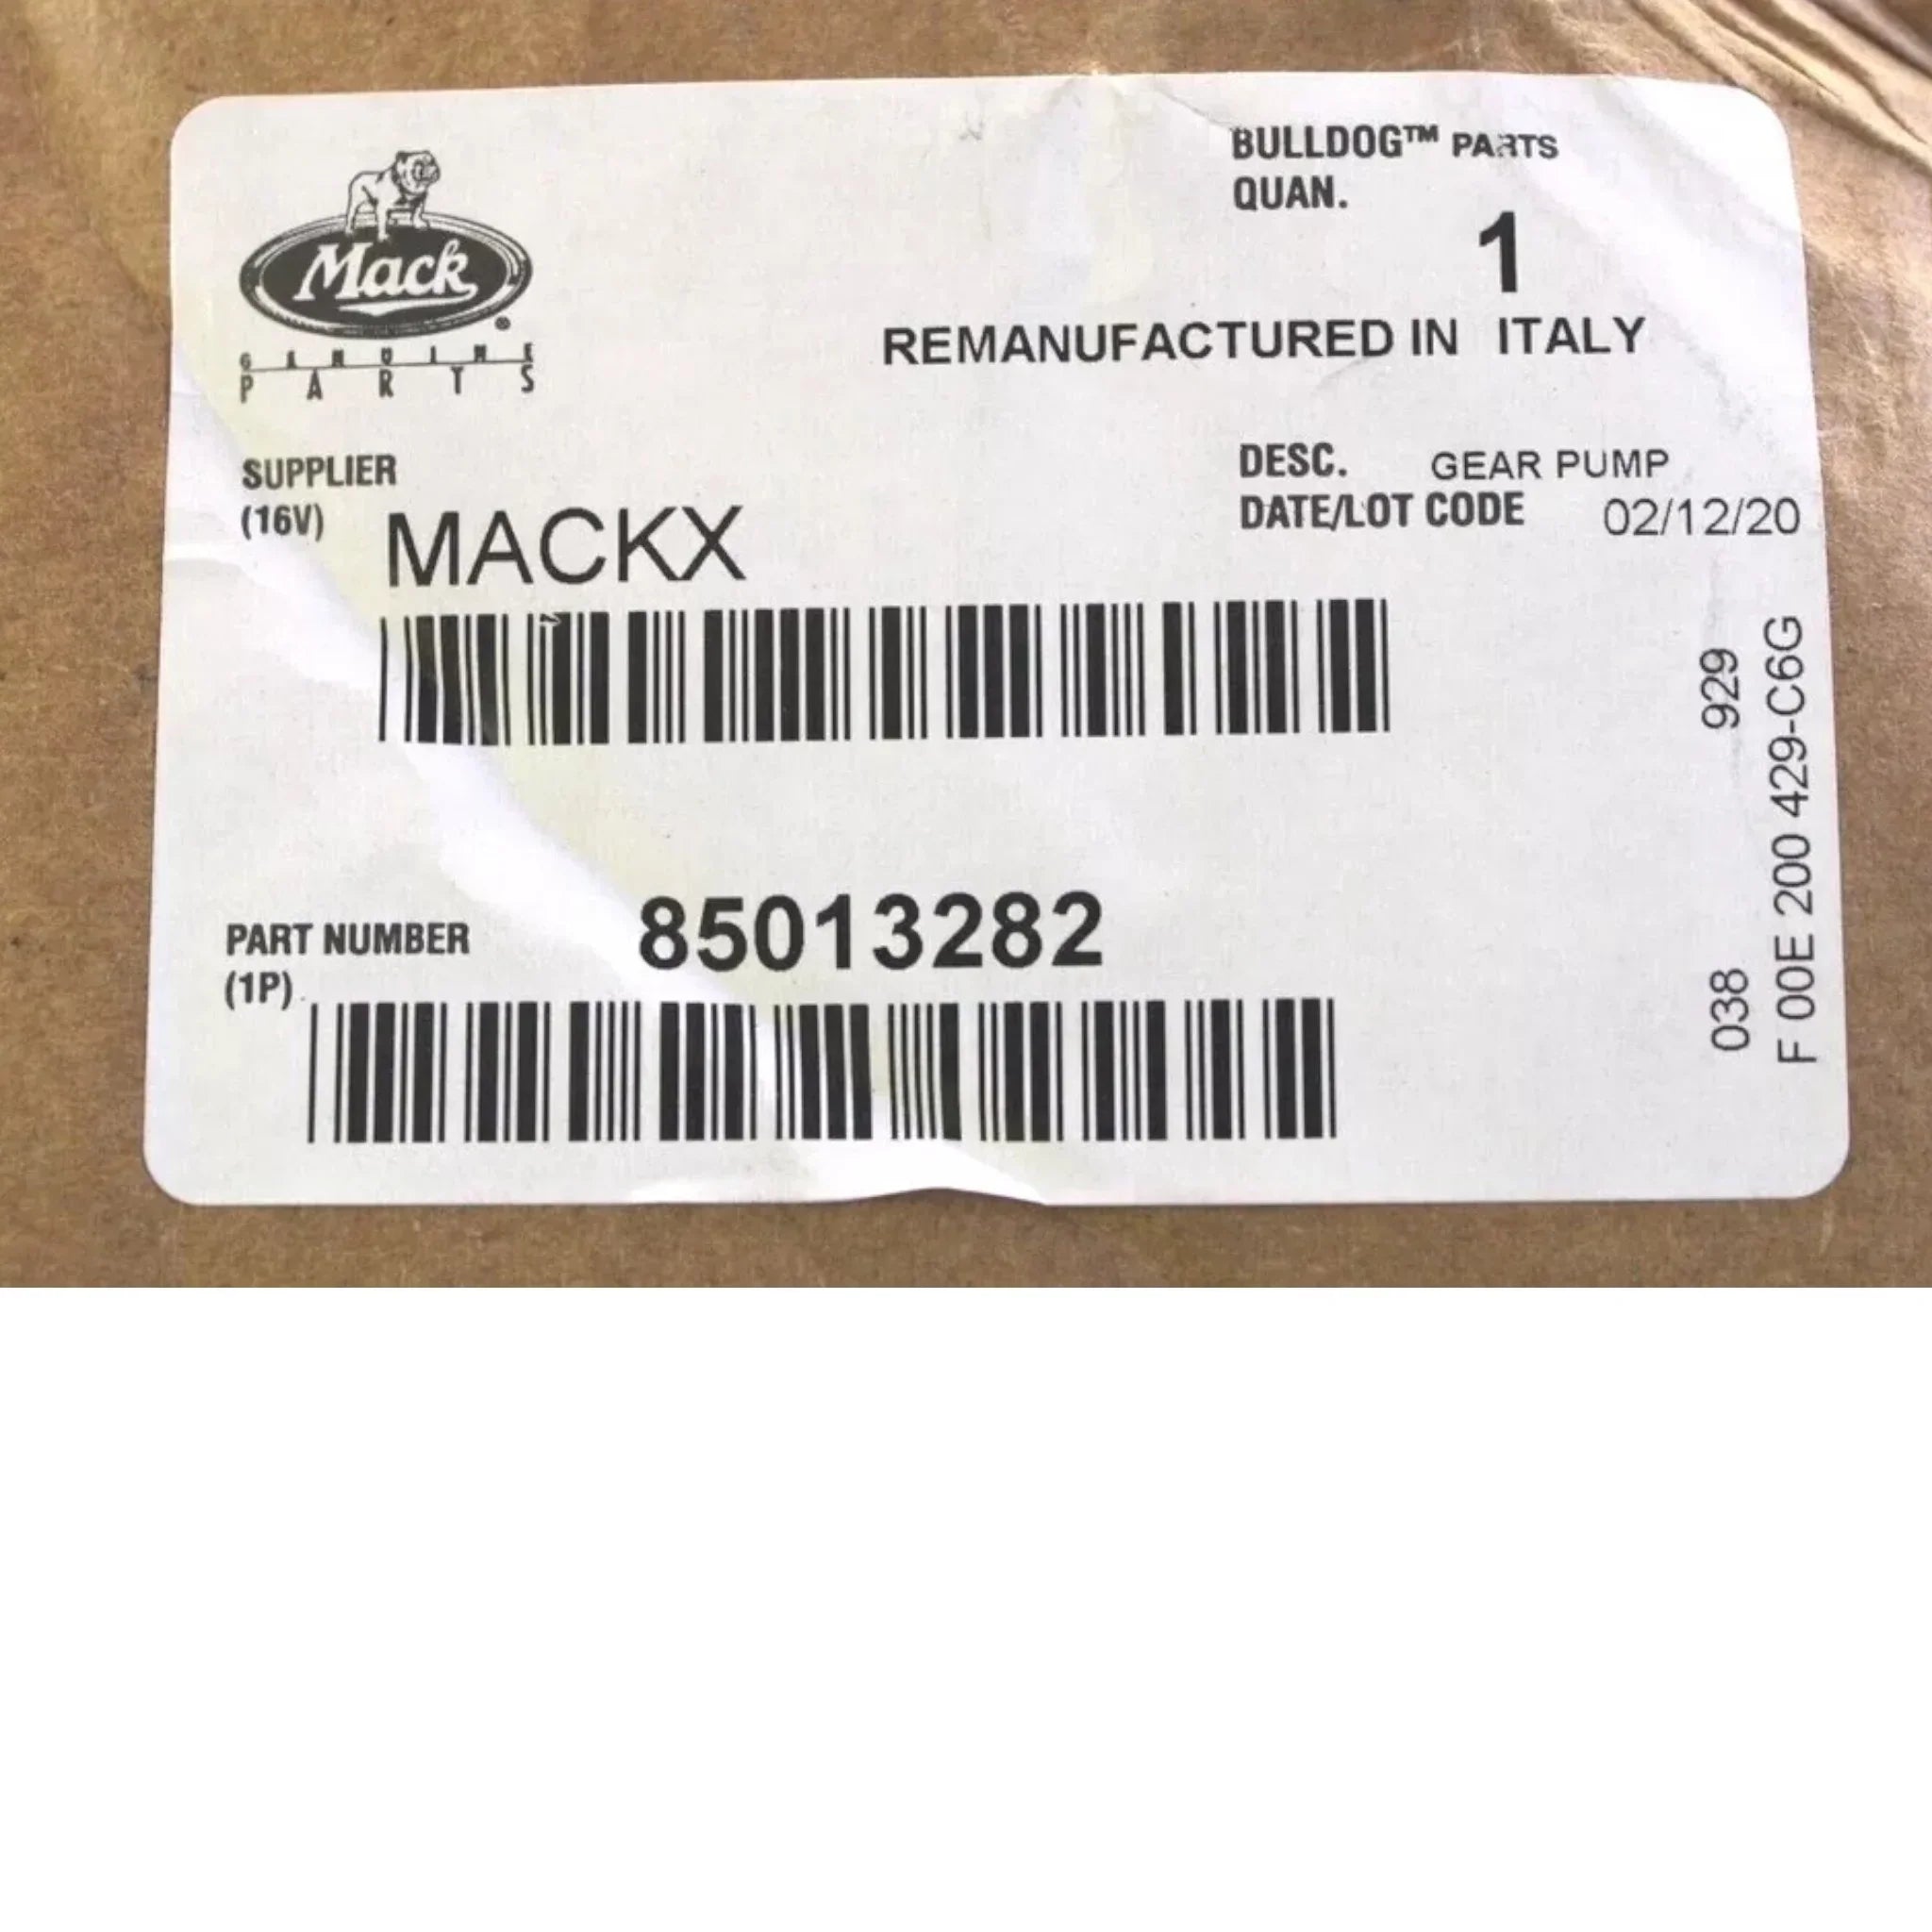 Mack
GENUINE
PARTS
BULLDOG™ PARTS
QUAN.
1
REMANUFACTURED IN ITALY
SUPPLIER
(16V)
MACKX
DESC. GEAR PUMP
DATE/LOT CODE 02/12/20
PART NUMBER
(1P)
85013282
038 929
F 00E 200 429-C6G